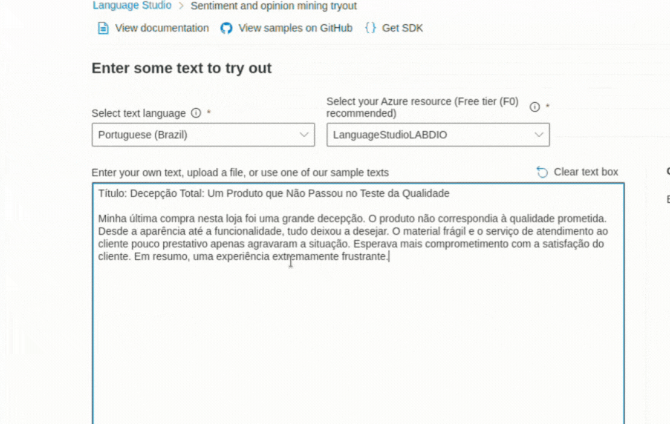 Language Studio > Sentiment and opinion mining tryout
View documentation View samples on GitHub {} Get SDK
Enter some text to try out
Select text language *
Select your Azure resource (Free tier (F0)
recommended) *
Portuguese (Brazil)
LanguageStudioLABDIO
Enter your own text, upload a file, or use one of our sample texts
Clear text box
Título: Decepção Total: Um Produto que Não Passou no Teste da Qualidade
Minha última compra nesta loja foi uma grande decepção. O produto não correspondia à qualidade prometida.
Desde a aparência até a funcionalidade, tudo deixou a desejar. O material frágil e o serviço de atendimento ao
cliente pouco prestativo apenas agravaram a situação. Esperava mais comprometimento com a satisfação do
cliente. Em resumo, uma experiência extremamente frustrante.